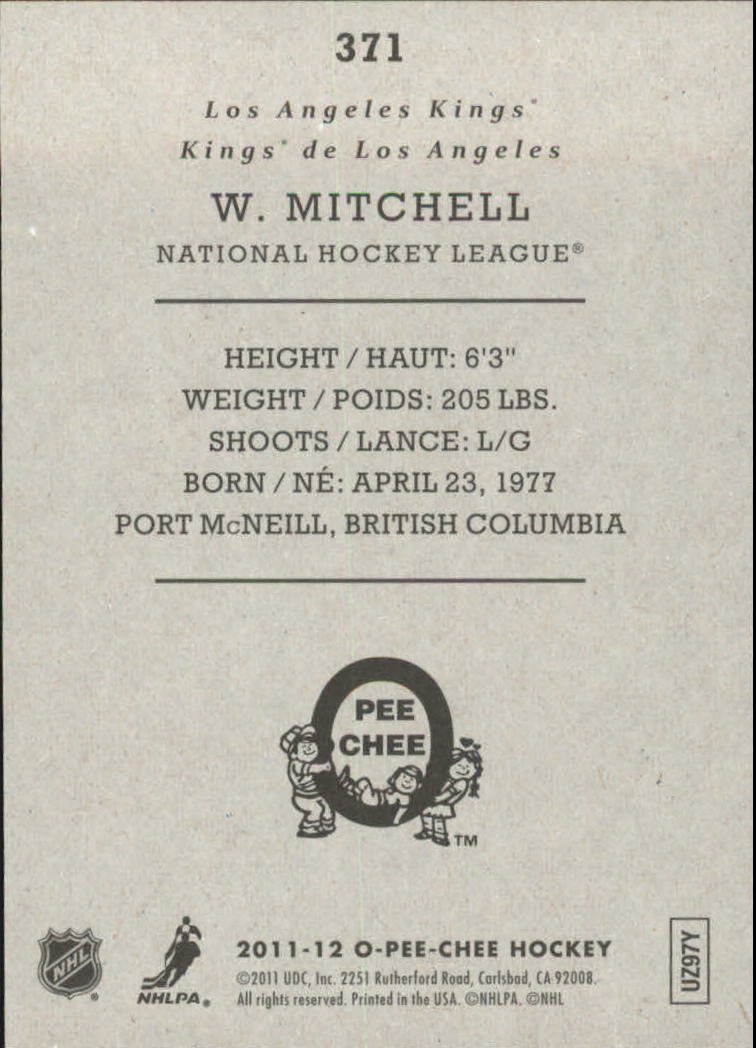 371
Los Angeles Kings
Kings de Los Angeles
W. MITCHELL
NATIONAL HOCKEY LEAGUE®
HEIGHT / HAUT: 6'3"
WEIGHT / POIDS: 205 LBS.
SHOOTS / LANCE: L/G
BORN / NÉ: APRIL 23, 1977
PORT McNEILL, BRITISH COLUMBIA
O
PEE
CHEE
TM
NHL ®
NHLPA®
2011-12 O-PEE-CHEE HOCKEY
©2011 UDC, Inc. 2251 Rutherford Road, Carlsbad, CA 92008.
All rights reserved. Printed in the USA. ©NHLPA. ©NHL
UZ97Y